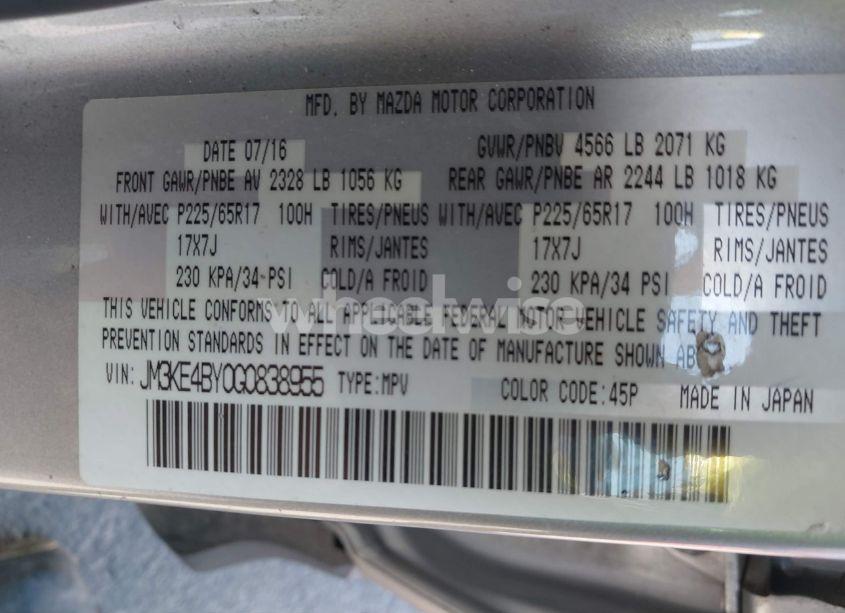 MFD. BY MAZDA MOTOR CORPORATION
DATE 07/16 GVWR/PNBV 4566 LB 2071 KG
FRONT GAWR/PNBE AV 2328 LB 1056 KG REAR GAWR/PNBE AR 2244 LB 1018 KG
WITH/AVEC P225/65R17 100H TIRES/PNEUS WITH/AVEC P225/65R17 100H TIRES/PNEUS
17X7J RIMS/JANTES 17X7J RIMS/JANTES
230 KPA/34 PSI COLD/A FROID 230 KPA/34 PSI COLD/A FROID
wheelwise
THIS VEHICLE CONFORMS TO ALL APPLICABLE FEDERAL MOTOR VEHICLE SAFETY AND THEFT
PREVENTION STANDARDS IN EFFECT ON THE DATE OF MANUFACTURE SHOWN
VIN: JM3KE4BY0G0838955 TYPE:MPV COLOR CODE:45P MADE IN JAPAN